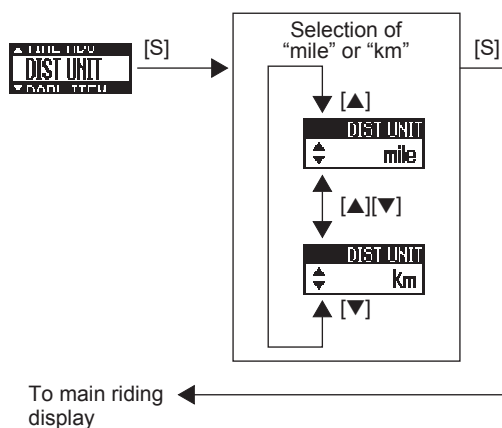 DIST UNIT
[S]
Selection of
“mile” or “km”
[S]
[▲]
DIST UNIT
mile
[▲][▼]
DIST UNIT
Km
[▼]
To main riding
display